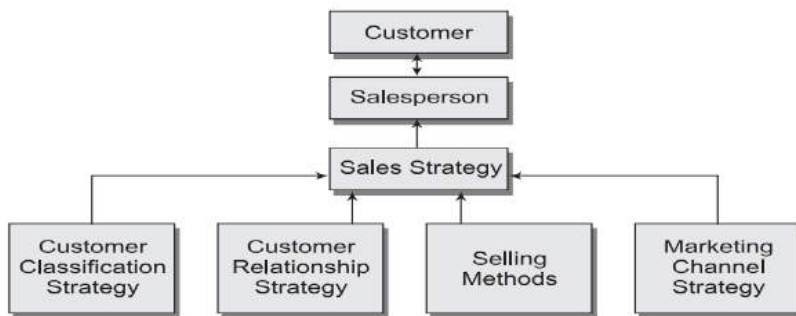 Customer
Salesperson
Sales Strategy
Customer
Classification
Strategy
Customer
Relationship
Strategy
Selling
Methods
Marketing
Channel
Strategy